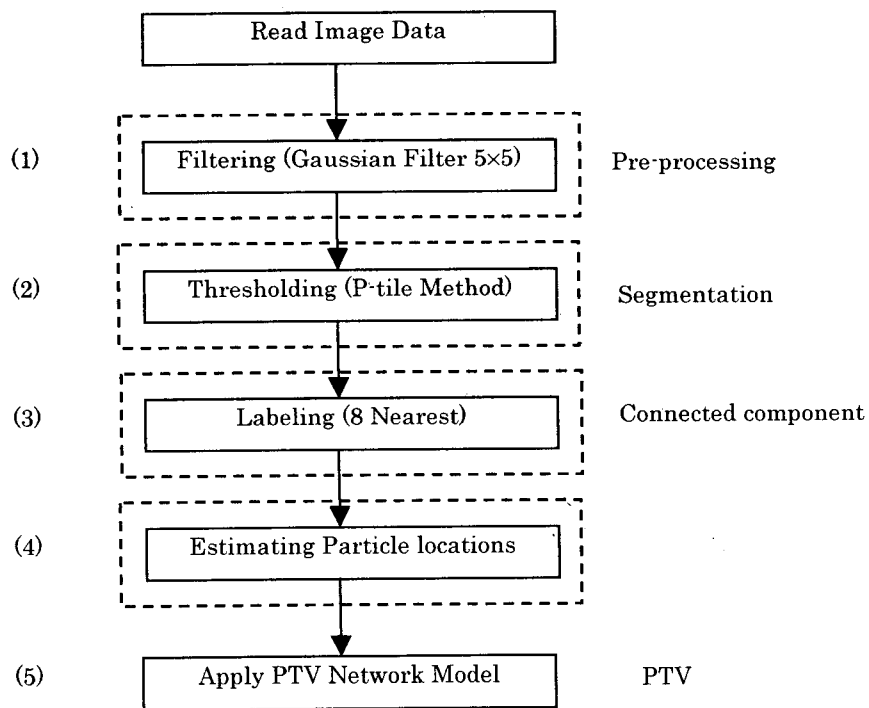 Read Image Data
(1) Filtering (Gaussian Filter 5×5) Pre-processing
(2) Thresholding (P-tile Method) Segmentation
(3) Labeling (8 Nearest) Connected component
(4) Estimating Particle locations
(5) Apply PTV Network Model PTV